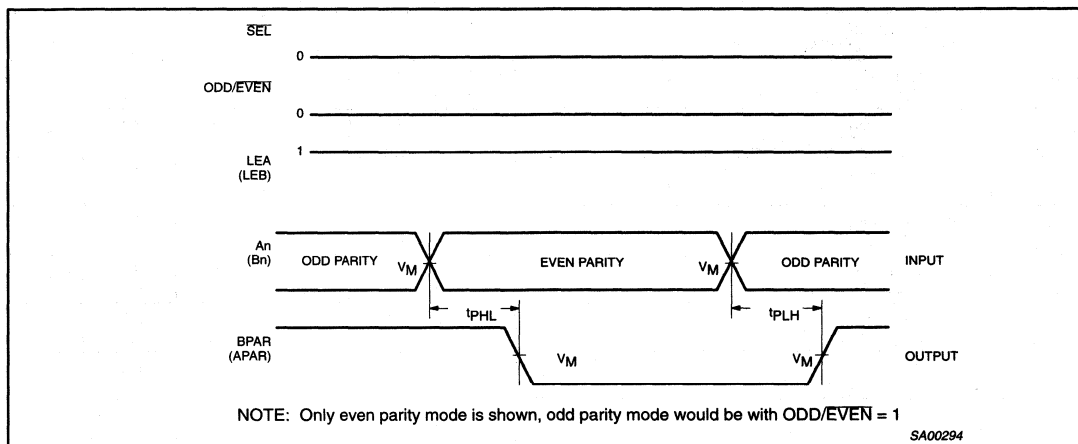 SEL
0
ODD/EVEN
0
LEA
(LEB)
1
An
(Bn)
ODD PARITY
VM
EVEN PARITY
VM
ODD PARITY
INPUT
tPHL
tPLH
BPAR
(APAR)
VM
VM
OUTPUT
NOTE: Only even parity mode is shown, odd parity mode would be with ODD/EVEN = 1
SA00294